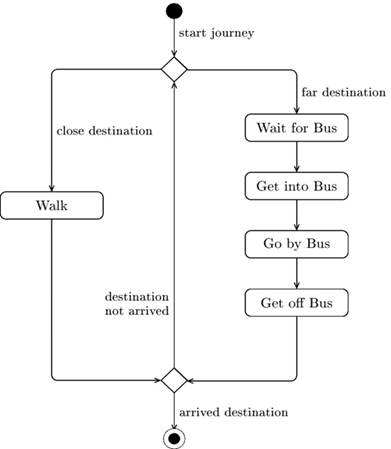 start journey
far destination
close destination
Wait for Bus
Get into Bus
Walk
Go by Bus
destination
not arrived
Get off Bus
arrived destination